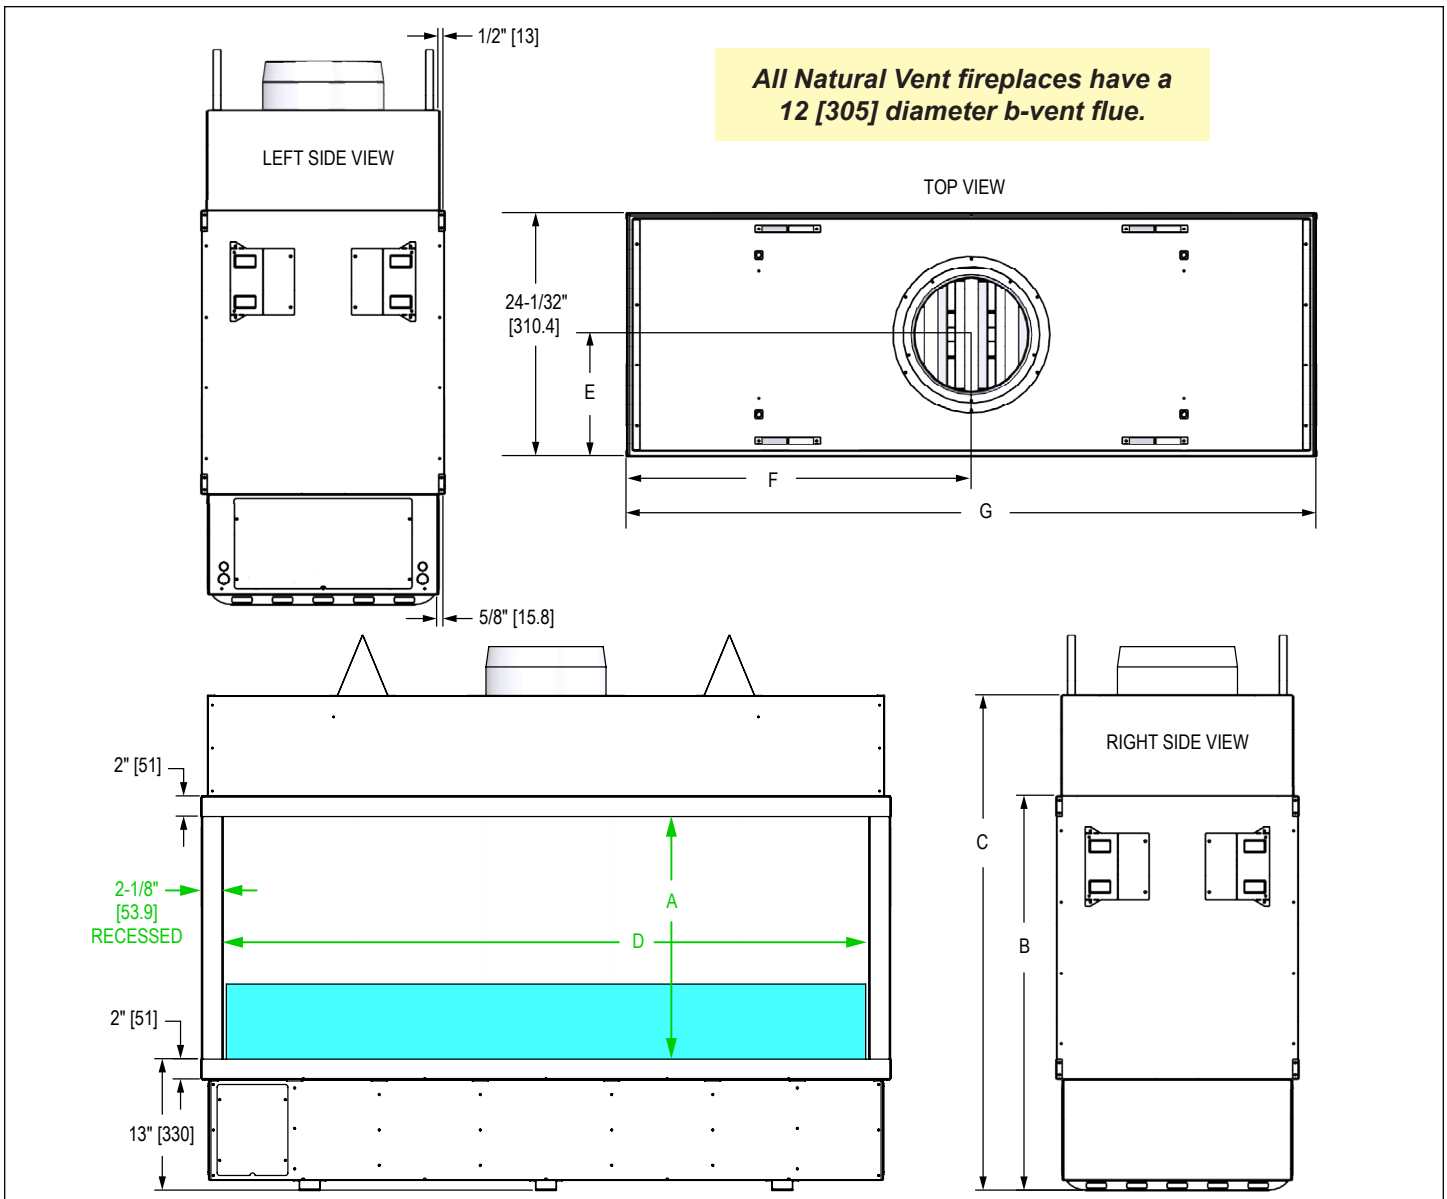 1/2" [13]
All Natural Vent fireplaces have a
12 [305] diameter b-vent flue.
LEFT SIDE VIEW
TOP VIEW
24-1/32"
[310.4]
E
F
G
5/8" [15.8]
2" [51]
RIGHT SIDE VIEW
C
2-1/8"
[53.9]
RECESSED
A
D
B
2" [51]
13" [330]